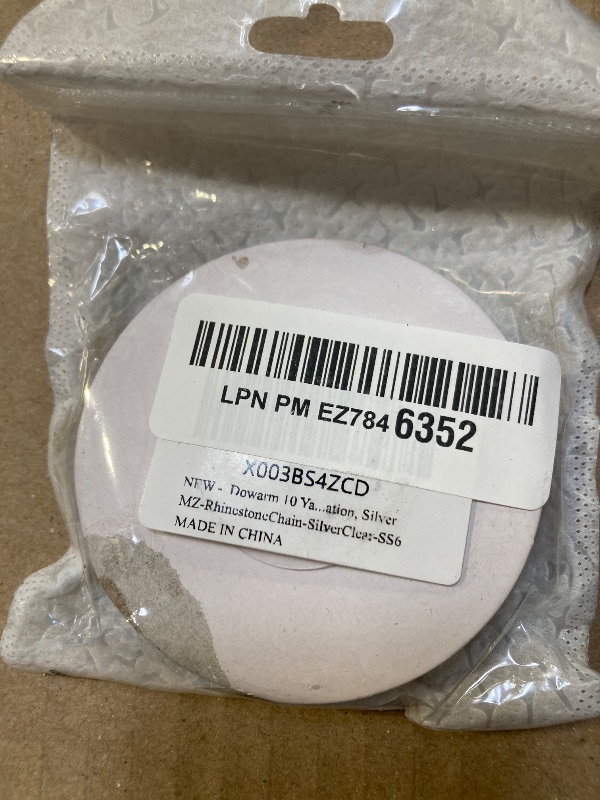 LPN PM EZ784 6352
X003BS4ZCD
NEW - Dowarm 10 Ya...ation, Silver
MZ-RhinestoneChain-SilverClear-SS6
MADE IN CHINA